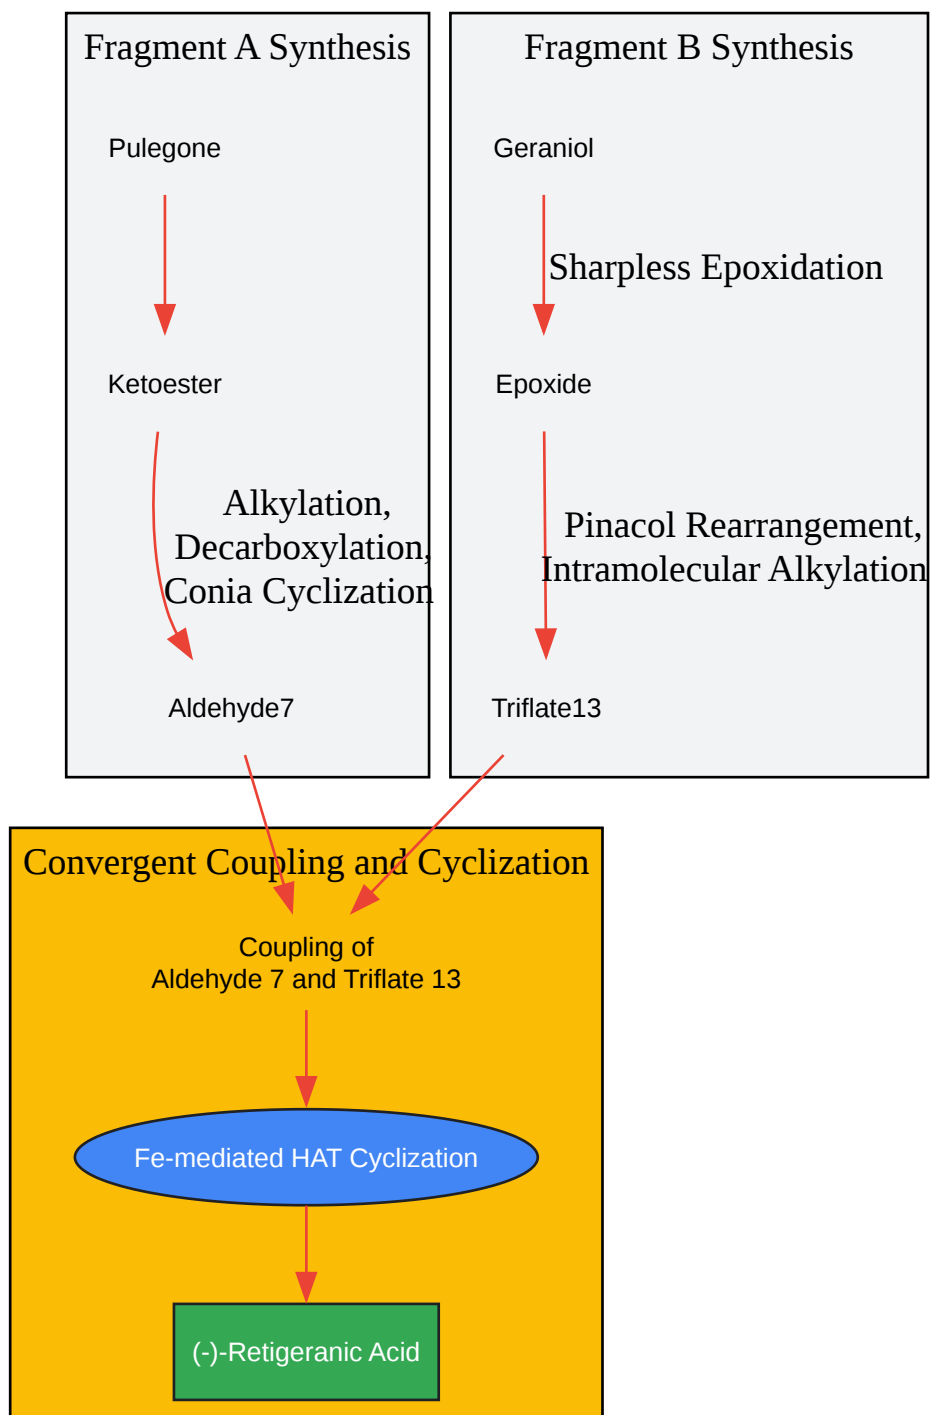 Fragment A Synthesis
Pulegone
Ketoester
Alkylation,
Decarboxylation,
Conia Cyclization
Aldehyde7
Fragment B Synthesis
Geraniol
Sharpless Epoxidation
Epoxide
Pinacol Rearrangement,
Intramolecular Alkylation
Triflate13
Convergent Coupling and Cyclization
Coupling of
Aldehyde 7 and Triflate 13
Fe-mediated HAT Cyclization
(-)-Retigeranic Acid